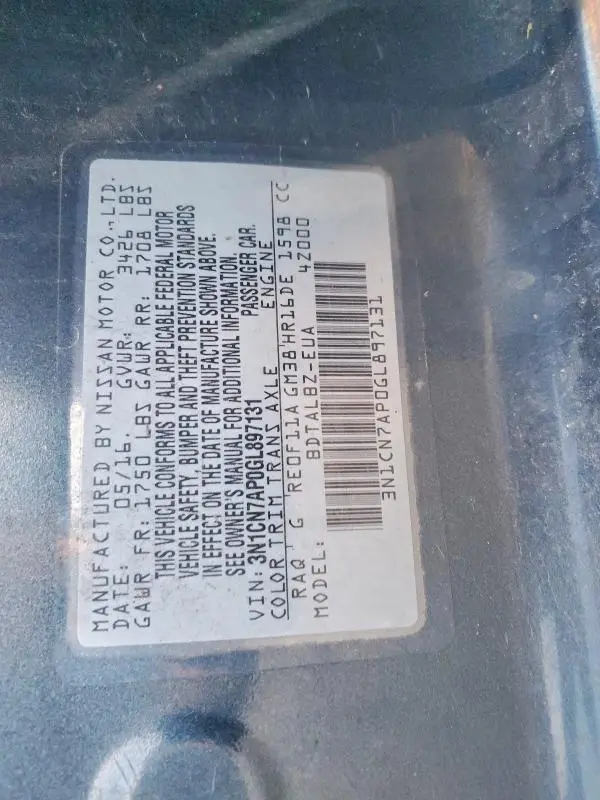 MANUFACTURED BY NISSAN MOTOR CO.,LTD.
DATE: 05/16. GVWR: 3426 LBS
GAWR FR: 1750 LBS GAWR RR: 1708 LBS
THIS VEHICLE CONFORMS TO ALL APPLICABLE FEDERAL MOTOR
VEHICLE SAFETY, BUMPER AND THEFT PREVENTION STANDARDS
IN EFFECT ON THE DATE OF MANUFACTURE SHOWN ABOVE.
SEE OWNER'S MANUAL FOR ADDITIONAL INFORMATION.
VIN: 3N1CN7AP0GL897131 PASSENGER CAR.
COLOR TRIM TRANS AXLE ENGINE
RAQ G RE0F11A GM38 HR16DE 1598 CC
MODEL: BDTALBZ-EUA 4Z000
3N1CN7AP0GL897131